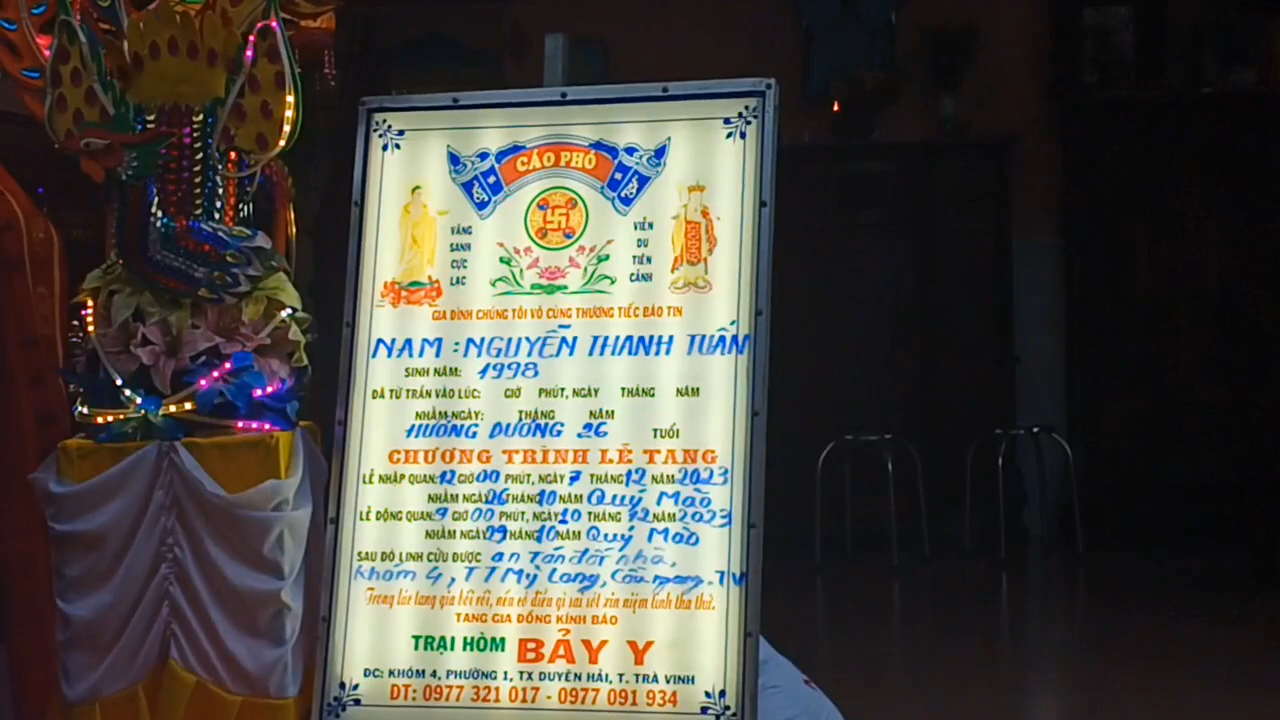 CÁO PHÓ
VÃNG
SANH
CỰC
LẠC
VIỄN
DU
TIÊN
CẢNH
GIA ĐÌNH CHÚNG TÔI VÔ CÙNG THƯƠNG TIẾC BÁO TIN
NAM : NGUYỄN THANH TUẤN
SINH NĂM: 1998
ĐÃ TỪ TRẦN VÀO LÚC: GIỜ PHÚT, NGÀY THÁNG NĂM
NHẰM NGÀY: THÁNG NĂM
HƯỞNG DƯƠNG 26 TUỔI
CHƯƠNG TRÌNH LỄ TANG
LỄ NHẬP QUAN: 12 GIỜ 00 PHÚT, NGÀY 7 THÁNG 12 NĂM 2023
NHẰM NGÀY 26 THÁNG 10 NĂM Quý Mão
LỄ ĐỘNG QUAN: 9 GIỜ 00 PHÚT, NGÀY 10 THÁNG 12 NĂM 2023
NHẰM NGÀY 29 THÁNG 10 NĂM Quý Mão
SAU ĐÓ LINH CỬU ĐƯỢC an Táng đất nhà,
Khóm 4, TT Mỹ Long, Cầu ngang. TV
Trong lúc tang gia bối rối, nếu có điều gì sai sót xin niệm tình tha thứ.
TANG GIA ĐỒNG KÍNH BÁO
TRẠI HÒM BẢY Y
ĐC: KHÓM 4, PHƯỜNG 1, TX DUYÊN HẢI, T. TRÀ VINH
ĐT: 0977 321 017 - 0977 091 934